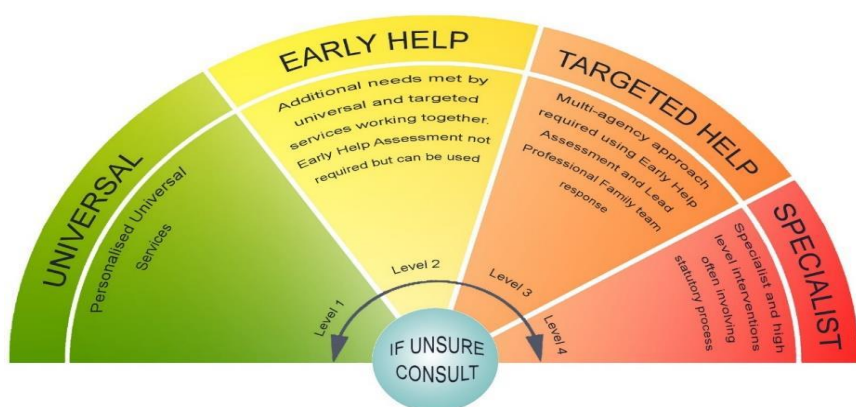 UNIVERSAL
Personalised Universal
Services
Level 1
EARLY HELP
Additional needs met by
universal and targeted
services working together.
Early Help Assessment not
required but can be used
Level 2
TARGETED HELP
Multi-agency approach
required using Early Help
Assessment and Lead
Professional Family team
response
Level 3
SPECIALIST
Specialist and high
level interventions
often involving
statutory process
Level 4
IF UNSURE
CONSULT